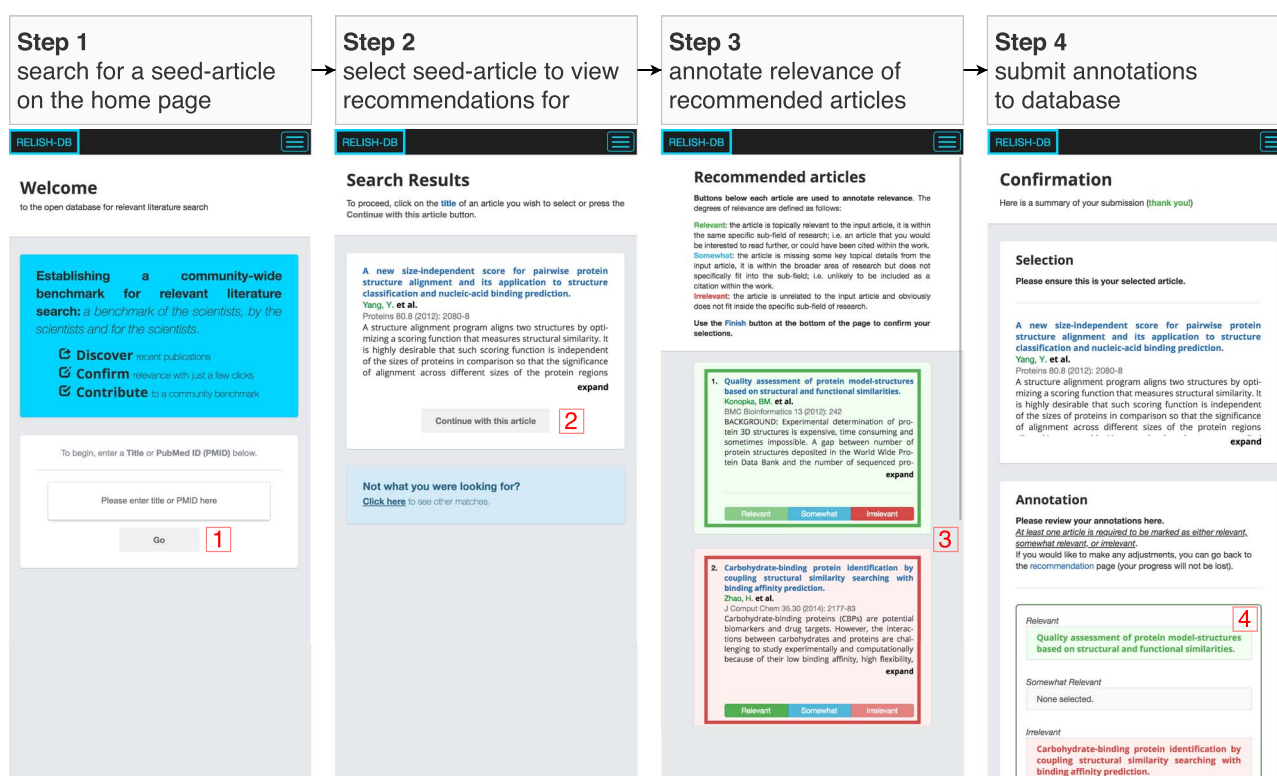 Step 1
search for a seed-article
on the home page
Step 2
select seed-article to view
recommendations for
Step 3
annotate relevance of
recommended articles
Step 4
submit annotations
to database
RELISH-DB
Welcome
to the open database for relevant literature search
Establishing a community-wide
benchmark for relevant literature
search: a benchmark of the scientists, by the
scientists and for the scientists.
Discover recent publications
Confirm relevance with just a few clicks
Contribute to a community benchmark
To begin, enter a Title or PubMed ID (PMID) below.
Please enter title or PMID here
Go
1
RELISH-DB
Search Results
To proceed, click on the title of an article you wish to select or press the
Continue with this article button.
A new size-independent score for pairwise protein
structure alignment and its application to structure
classification and nucleic-acid binding prediction.
Yang, Y. et al.
Proteins 80.8 (2012): 2080-8
A structure alignment program aligns two structures by opti-
mizing a scoring function that measures structural similarity. It
is highly desirable that such scoring function is independent
of the sizes of proteins in comparison so that the significance
of alignment across different sizes of the protein regions
expand
Continue with this article
2
Not what you were looking for?
Click here to see other matches.
RELISH-DB
Recommended articles
Buttons below each article are used to annotate relevance. The
degrees of relevance are defined as follows:
Relevant: the article is topically relevant to the input article, it is within
the same specific sub-field of research; i.e. an article that you would
be interested to read further, or could have been cited within the work.
Somewhat: the article is missing some key topical details from the
input article, it is within the broader area of research but does not
specifically fit into the sub-field; i.e. unlikely to be included as a
citation within the work.
Irrelevant: the article is unrelated to the input article and obviously
does not fit inside the specific sub-field of research.
Use the Finish button at the bottom of the page to confirm your
selections.
1. Quality assessment of protein model-structures
based on structural and functional similarities.
Konopka, BM. et al.
BMC Bioinformatics 13 (2012): 242
BACKGROUND: Experimental determination of pro-
tein 3D structures is expensive, time consuming and
sometimes impossible. A gap between number of
protein structures deposited in the World Wide Pro-
tein Data Bank and the number of sequenced pro-
expand
Relevant Somewhat Irrelevant
3
2. Carbohydrate-binding protein identification by
coupling structural similarity searching with
binding affinity prediction.
Zhao, H. et al.
J Comput Chem 35.30 (2014): 2177-83
Carbohydrate-binding proteins (CBPs) are potential
biomarkers and drug targets. However, the interac-
tions between carbohydrates and proteins are chal-
lenging to study experimentally and computationally
because of their low binding affinity, high flexibility,
expand
Relevant Somewhat Irrelevant
RELISH-DB
Confirmation
Here is a summary of your submission (thank you!)
Selection
Please ensure this is your selected article.
A new size-independent score for pairwise protein
structure alignment and its application to structure
classification and nucleic-acid binding prediction.
Yang, Y. et al.
Proteins 80.8 (2012): 2080-8
A structure alignment program aligns two structures by opti-
mizing a scoring function that measures structural similarity. It
is highly desirable that such scoring function is independent
of the sizes of proteins in comparison so that the significance
of alignment across different sizes of the protein regions
expand
Annotation
Please review your annotations here.
At least one article is required to be marked as either relevant,
somewhat relevant, or irrelevant.
If you would like to make any adjustments, you can go back to
the recommendation page (your progress will not be lost).
4
Relevant
Quality assessment of protein model-structures
based on structural and functional similarities.
Somewhat Relevant
None selected.
Irrelevant
Carbohydrate-binding protein identification by
coupling structural similarity searching with
binding affinity prediction.